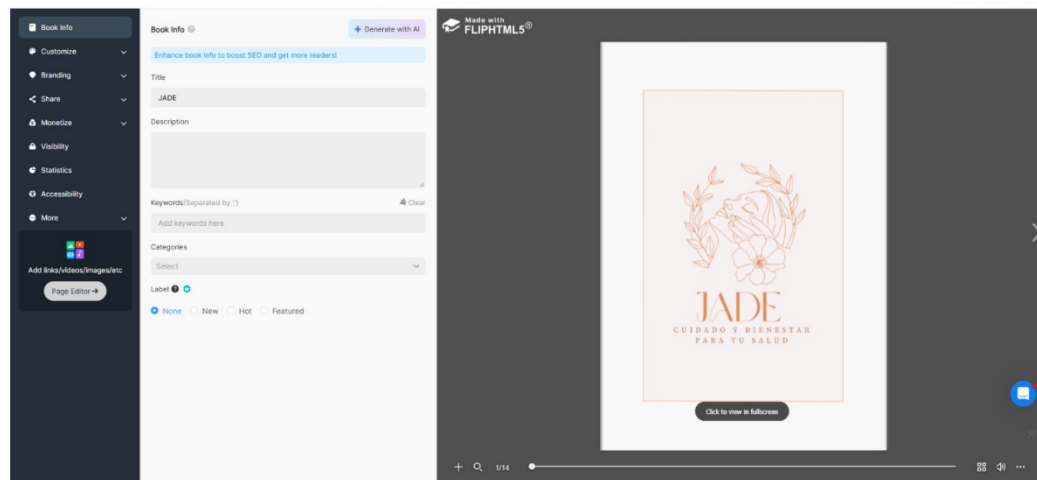 Book Info
Customize
Branding
Share
Monetize
Visibility
Statistics
Accessibility
More
Add links/videos/images/etc
Page Editor →
Book Info
Generate with AI
Enhance book info to boost SEO and get more readers!
Title
JADE
Description
Keywords(Separated by ',')
Clear
Add keywords here
Categories
Select
Label
None New Hot Featured
Made with
FLIPHTML5®
JADE
CUIDADO Y BIENESTAR
PARA TU SALUD
Click to view in fullscreen
1/14